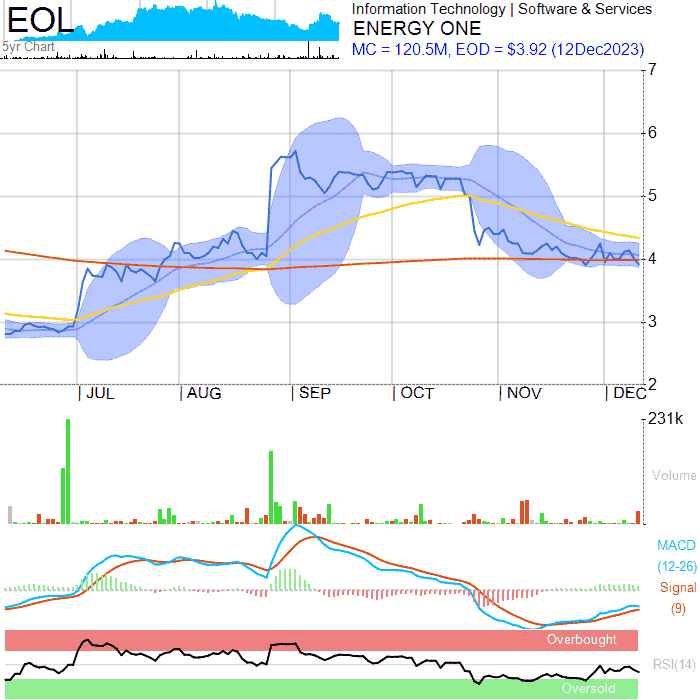 EOL
5yr Chart
Information Technology | Software & Services
ENERGY ONE
MC = 120.5M, EOD = $3.92 (12Dec2023)
7
6
5
4
3
2
| JUL | AUG | SEP | OCT | NOV | DEC
231k
Volume
MACD
(12-26)
Signal
(9)
Overbought
RSI(14)
Oversold